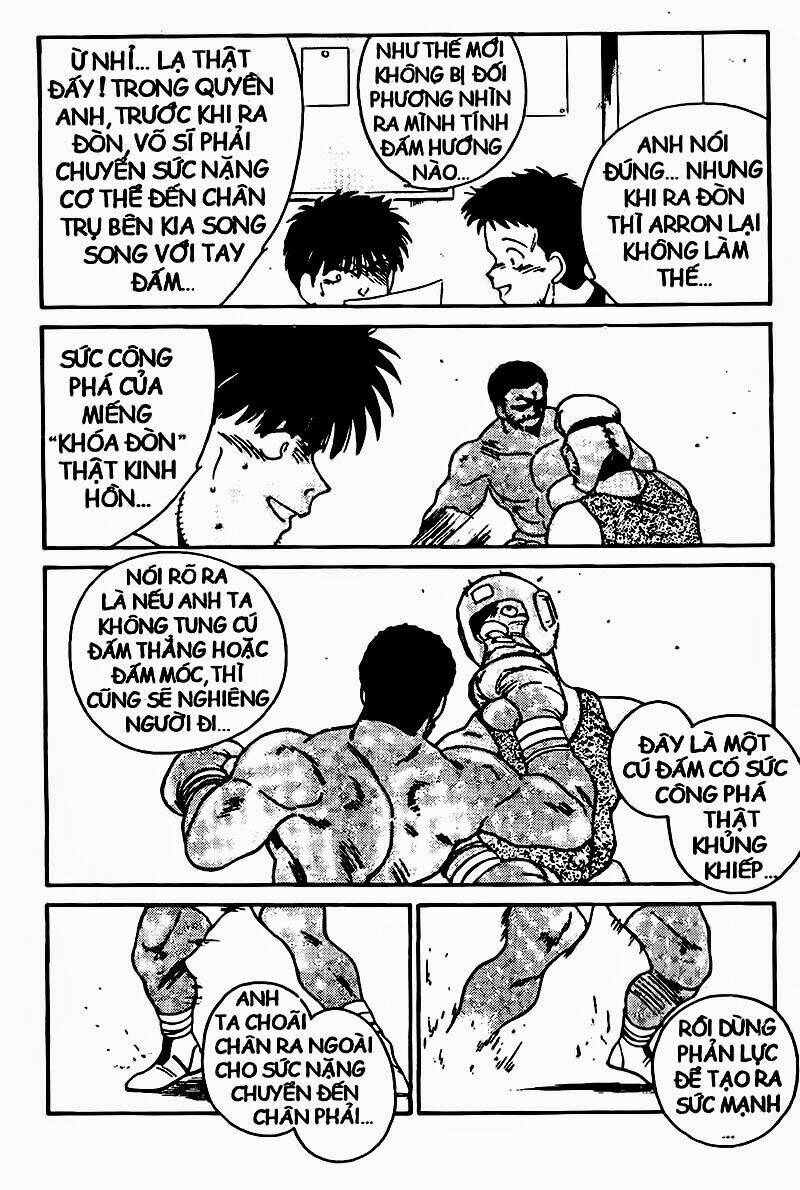 Ừ NHỈ... LẠ THẬT
ĐẤY! TRONG QUYỀN
ANH, TRƯỚC KHI RA
ĐÒN, VÕ SĨ PHẢI
CHUYỂN SỨC NẶNG
CƠ THỂ ĐẾN CHÂN
TRỤ BÊN KIA SONG
SONG VỚI TAY
ĐẤM...
NHƯ THẾ MỚI
KHÔNG BỊ ĐỐI
PHƯƠNG NHÌN
RA MÌNH TÍNH
ĐẤM HƯƠNG
NÀO...
ANH NÓI
ĐÚNG... NHƯNG
KHI RA ĐÒN
THÌ ARRON LẠI
KHÔNG LÀM
THẾ...
SỨC CÔNG
PHÁ CỦA
MIẾNG
“KHÓA ĐÒN”
THẬT KINH
HỒN...
NÓI RÕ RA
LÀ NẾU ANH TA
KHÔNG TUNG CÚ
ĐẤM THẲNG HOẶC
ĐẤM MÓC, THÌ
CŨNG SẼ NGHIÊNG
NGƯỜI ĐI...
ĐÂY LÀ MỘT
CÚ ĐẤM CÓ SỨC
CÔNG PHÁ
THẬT
KHỦNG
KHIẾP...
ANH
TA CHOÃI
CHÂN RA NGOÀI
CHO SỨC NẶNG
CHUYỂN ĐẾN
CHÂN PHẢI...
RỒI DÙNG
PHẢN LỰC
ĐỂ TẠO RA
SỨC MẠNH
...